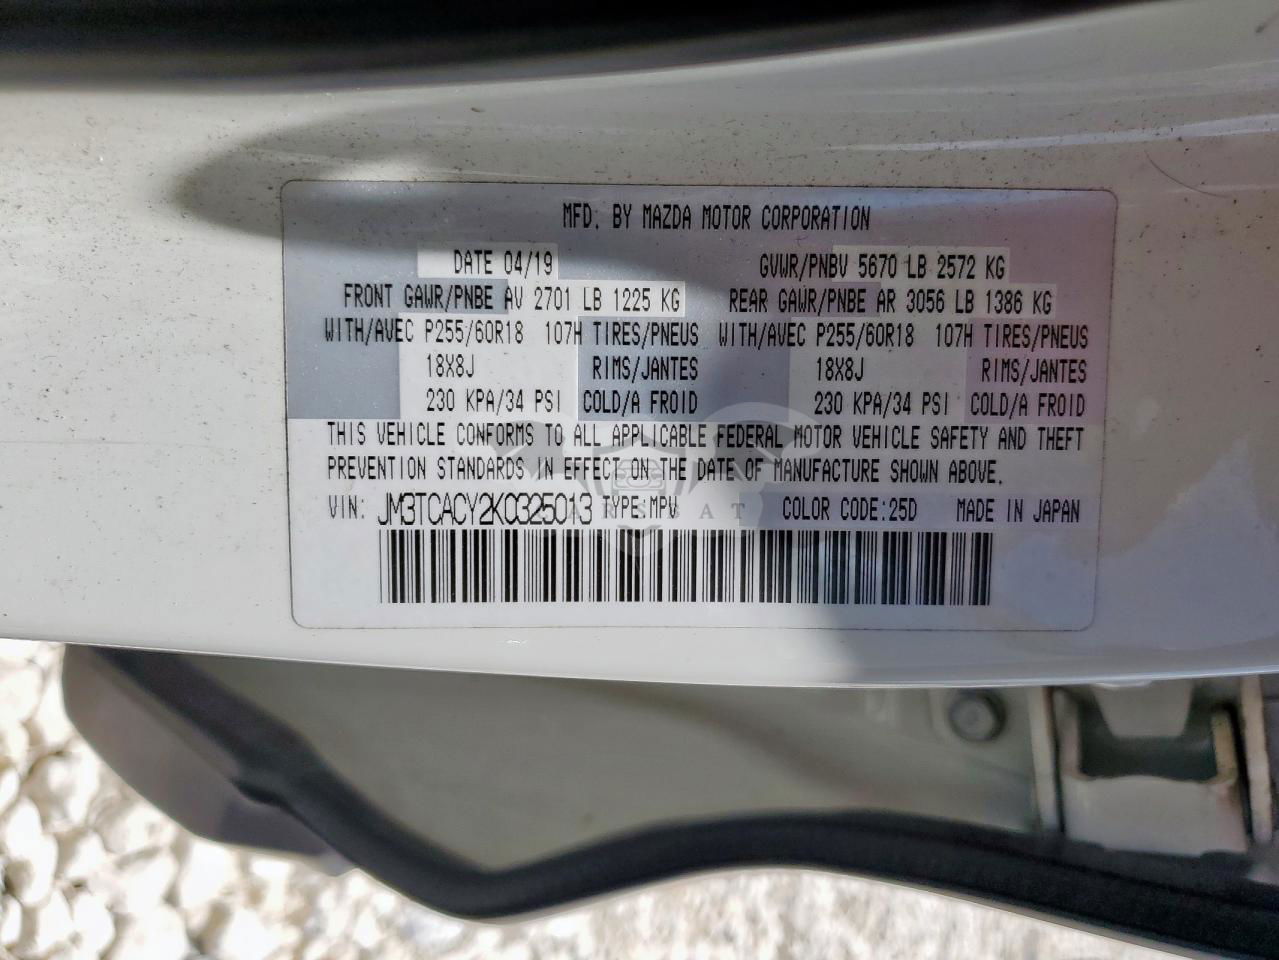 MFD. BY MAZDA MOTOR CORPORATION
DATE 04/19 GVWR/PNBV 5670 LB 2572 KG
FRONT GAWR/PNBE AV 2701 LB 1225 KG REAR GAWR/PNBE AR 3056 LB 1386 KG
WITH/AVEC P255/60R18 107H TIRES/PNEUS WITH/AVEC P255/60R18 107H TIRES/PNEUS
18X8J RIMS/JANTES 18X8J RIMS/JANTES
230 KPA/34 PSI COLD/A FROID 230 KPA/34 PSI COLD/A FROID
THIS VEHICLE CONFORMS TO ALL APPLICABLE FEDERAL MOTOR VEHICLE SAFETY AND THEFT
PREVENTION STANDARDS IN EFFECT ON THE DATE OF MANUFACTURE SHOWN ABOVE.
VIN: JM3TCACY2K0325013 TYPE:MPV COLOR CODE:25D MADE IN JAPAN